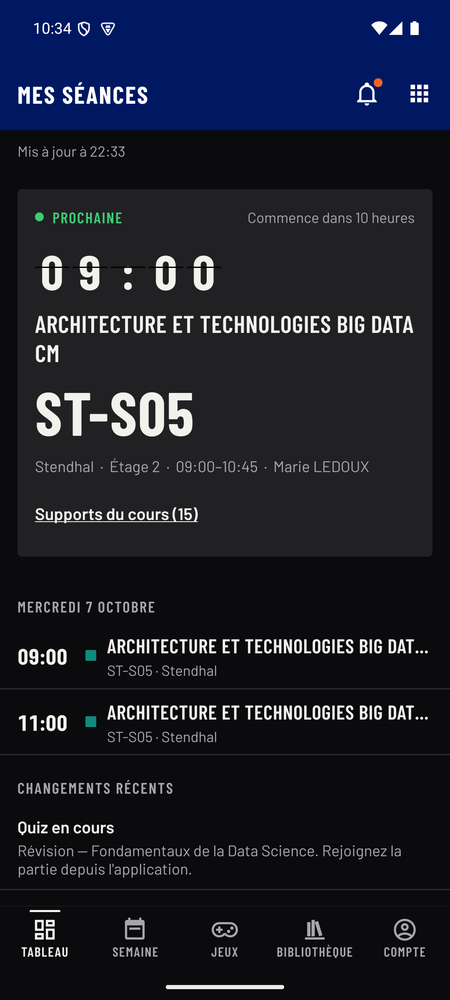 10:34
MES SÉANCES
Mis à jour à 22:33
PROCHAINE
Commence dans 10 heures
09:00
ARCHITECTURE ET TECHNOLOGIES BIG DATA
CM
ST-S05
Stendhal · Étage 2 · 09:00–10:45 · Marie LEDOUX
Supports du cours (15)
MERCREDI 7 OCTOBRE
09:00
ARCHITECTURE ET TECHNOLOGIES BIG DAT...
ST-S05 · Stendhal
11:00
ARCHITECTURE ET TECHNOLOGIES BIG DAT...
ST-S05 · Stendhal
CHANGEMENTS RÉCENTS
Quiz en cours
Révision — Fondamentaux de la Data Science. Rejoignez la
partie depuis l'application.
TABLEAU
SEMAINE
JEUX
BIBLIOTHÈQUE
COMPTE